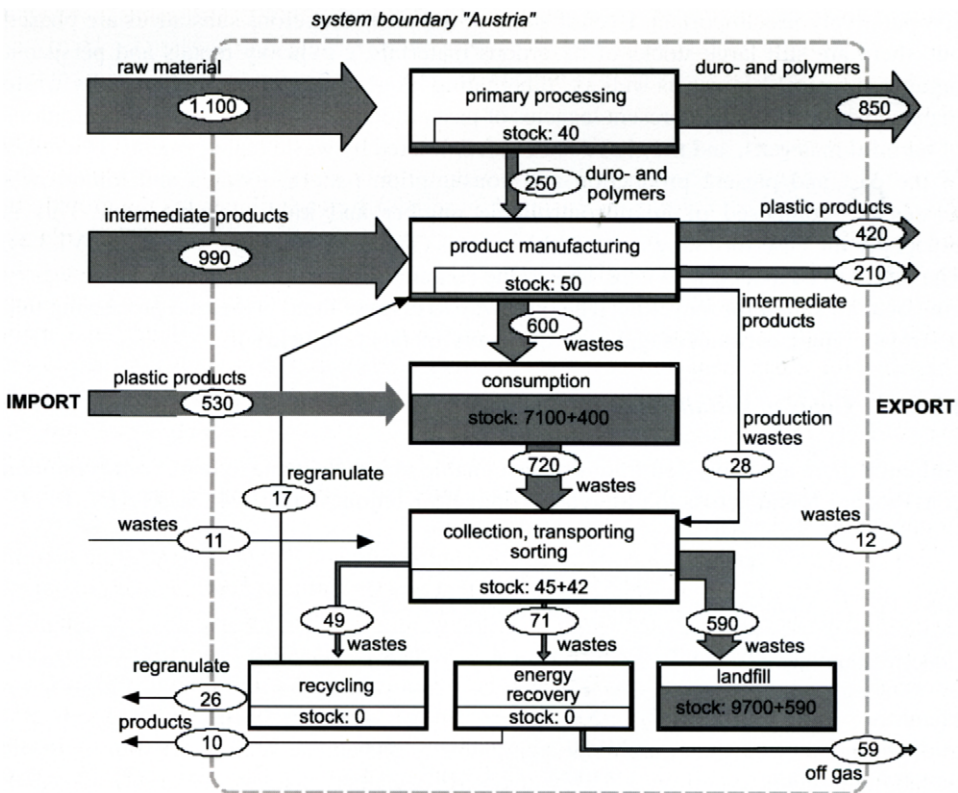 system boundary "Austria"
raw material
1.100
primary processing
stock: 40
duro- and polymers
850
250
duro- and
polymers
intermediate products
990
product manufacturing
stock: 50
plastic products
420
210
intermediate
products
600
wastes
plastic products
IMPORT
530
consumption
stock: 7100+400
EXPORT
production
wastes
28
720
wastes
regranulate
17
wastes
11
collection, transporting
sorting
stock: 45+42
wastes
12
49
wastes
71
wastes
590
wastes
regranulate
26
recycling
stock: 0
energy
recovery
stock: 0
landfill
stock: 9700+590
products
10
59
off gas